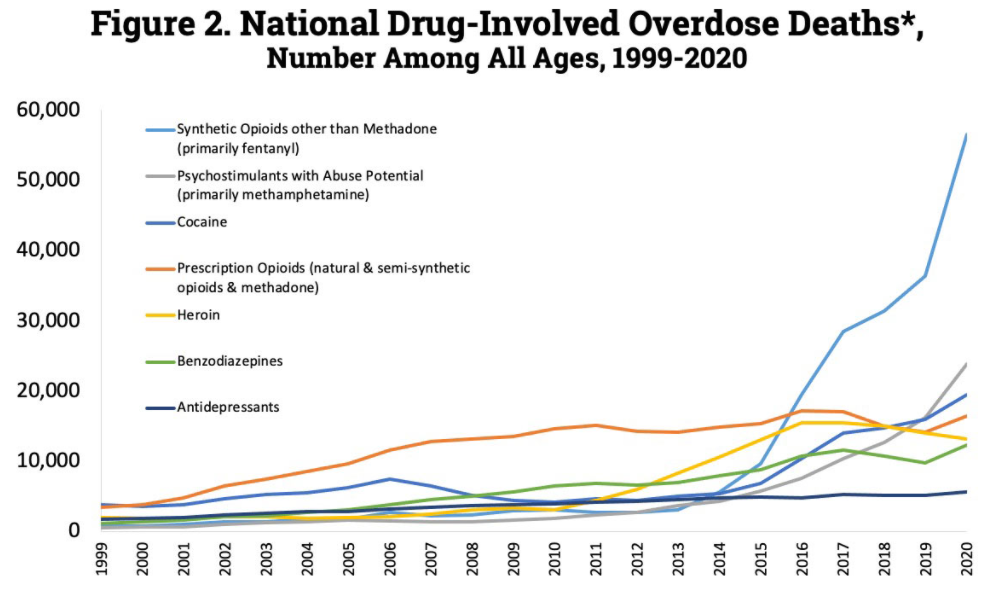 Figure 2. National Drug-Involved Overdose Deaths*,
Number Among All Ages, 1999-2020
60,000
50,000
40,000
30,000
20,000
10,000
0
Synthetic Opioids other than Methadone
(primarily fentanyl)
Psychostimulants with Abuse Potential
(primarily methamphetamine)
Cocaine
Prescription Opioids (natural & semi-synthetic
opioids & methadone)
Heroin
Benzodiazepines
Antidepressants
1999
2000
2001
2002
2003
2004
2005
2006
2007
2008
2009
2010
2011
2012
2013
2014
2015
2016
2017
2018
2019
2020